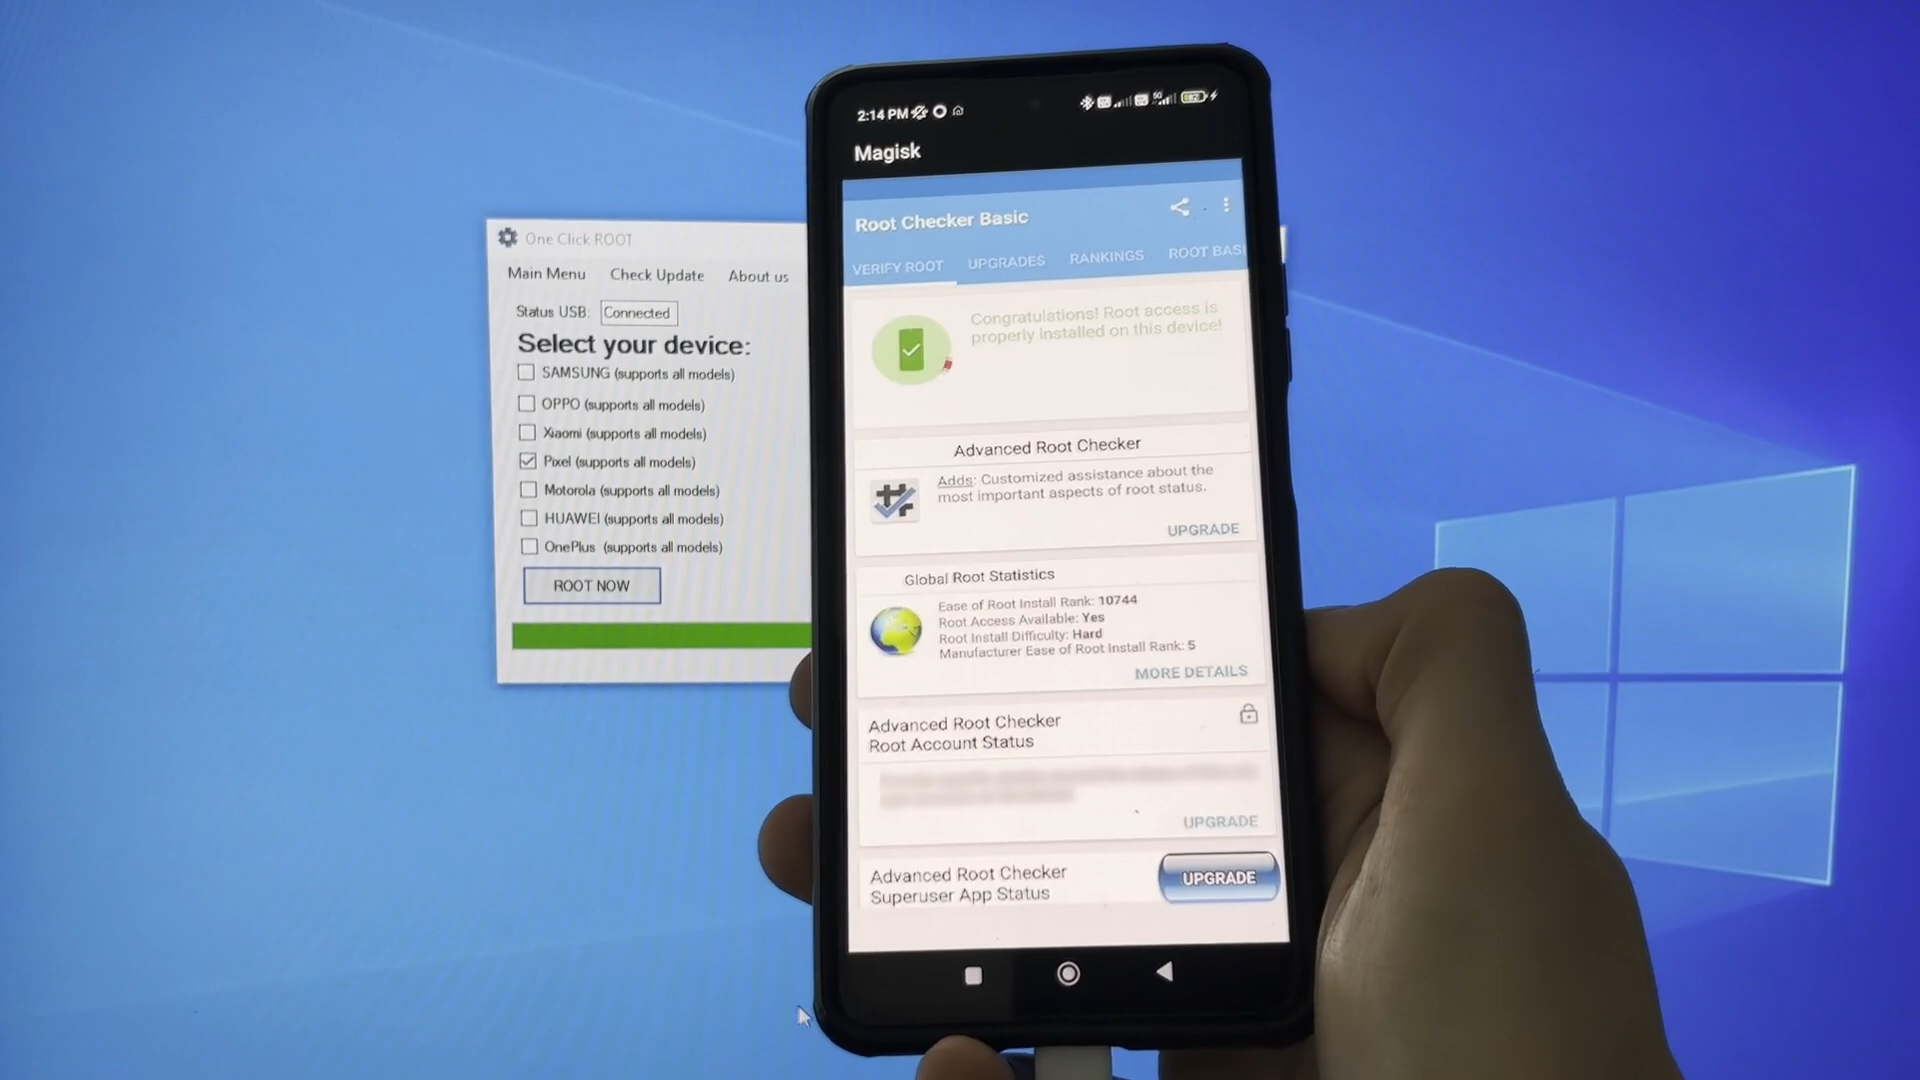 One Click ROOT
Main Menu Check Update About us
Status USB: Connected
Select your device:
SAMSUNG (supports all models)
OPPO (supports all models)
Xiaomi (supports all models)
Pixel (supports all models)
Motorola (supports all models)
HUAWEI (supports all models)
OnePlus (supports all models)
ROOT NOW
2:14 PM
5G
Magisk
Root Checker Basic
VERIFY ROOT UPGRADES RANKINGS ROOT BASI
Congratulations! Root access is
properly installed on this device!
Advanced Root Checker
Adds: Customized assistance about the
most important aspects of root status.
UPGRADE
Global Root Statistics
Ease of Root Install Rank: 10744
Root Access Available: Yes
Root Install Difficulty: Hard
Manufacturer Ease of Root Install Rank: 5
MORE DETAILS
Advanced Root Checker
Root Account Status
UPGRADE
Advanced Root Checker
Superuser App Status
UPGRADE